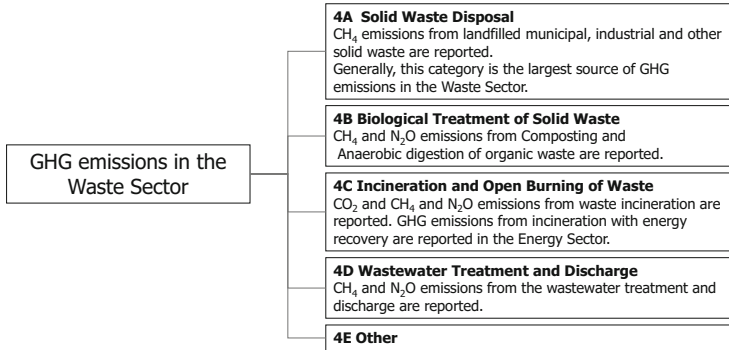 GHG emissions in the
Waste Sector
4A Solid Waste Disposal
CH₄ emissions from landfilled municipal, industrial and other
solid waste are reported.
Generally, this category is the largest source of GHG
emissions in the Waste Sector.
4B Biological Treatment of Solid Waste
CH₄ and N₂O emissions from Composting and
Anaerobic digestion of organic waste are reported.
4C Incineration and Open Burning of Waste
CO₂ and CH₄ and N₂O emissions from waste incineration are
reported. GHG emissions from incineration with energy
recovery are reported in the Energy Sector.
4D Wastewater Treatment and Discharge
CH₄ and N₂O emissions from the wastewater treatment and
discharge are reported.
4E Other